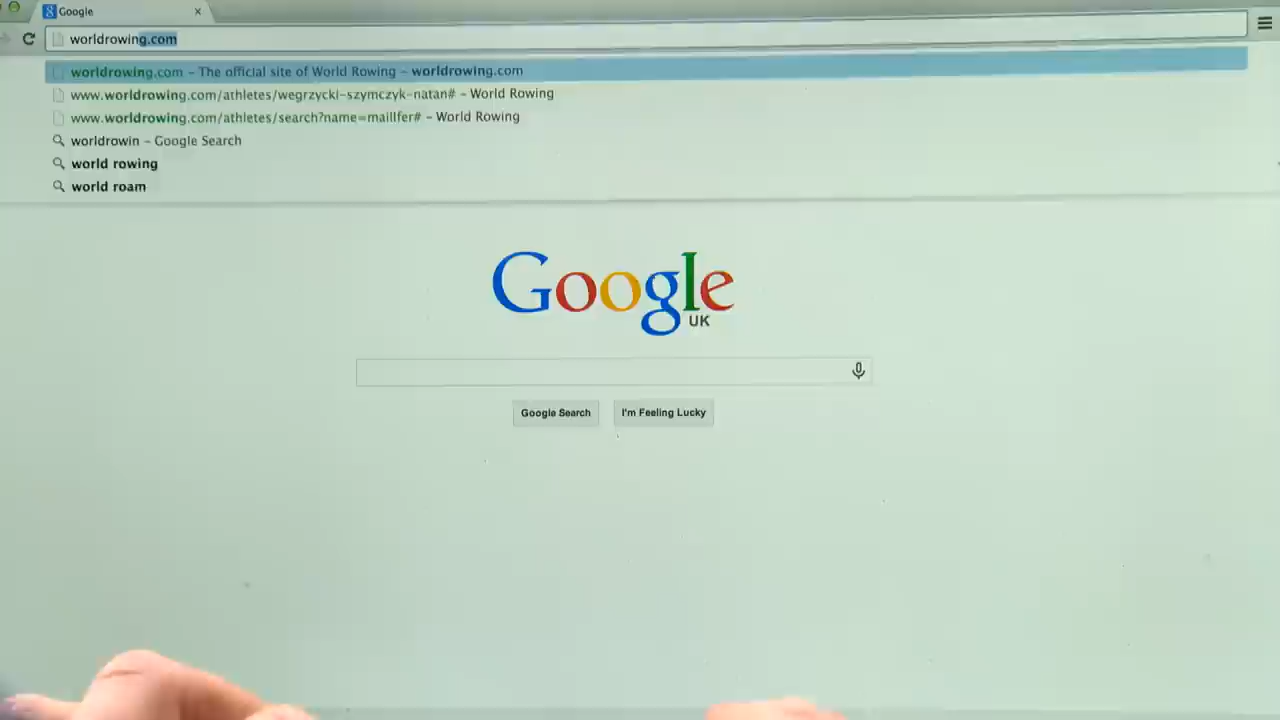 Google
worldrowing.com
worldrowing.com – The official site of World Rowing – worldrowing.com
www.worldrowing.com/athletes/wegrzycki-szymczyk-natan# – World Rowing
www.worldrowing.com/athletes/search?name=maillfer# – World Rowing
worldrowin – Google Search
world rowing
world roam
Google
UK
Google Search
I'm Feeling Lucky